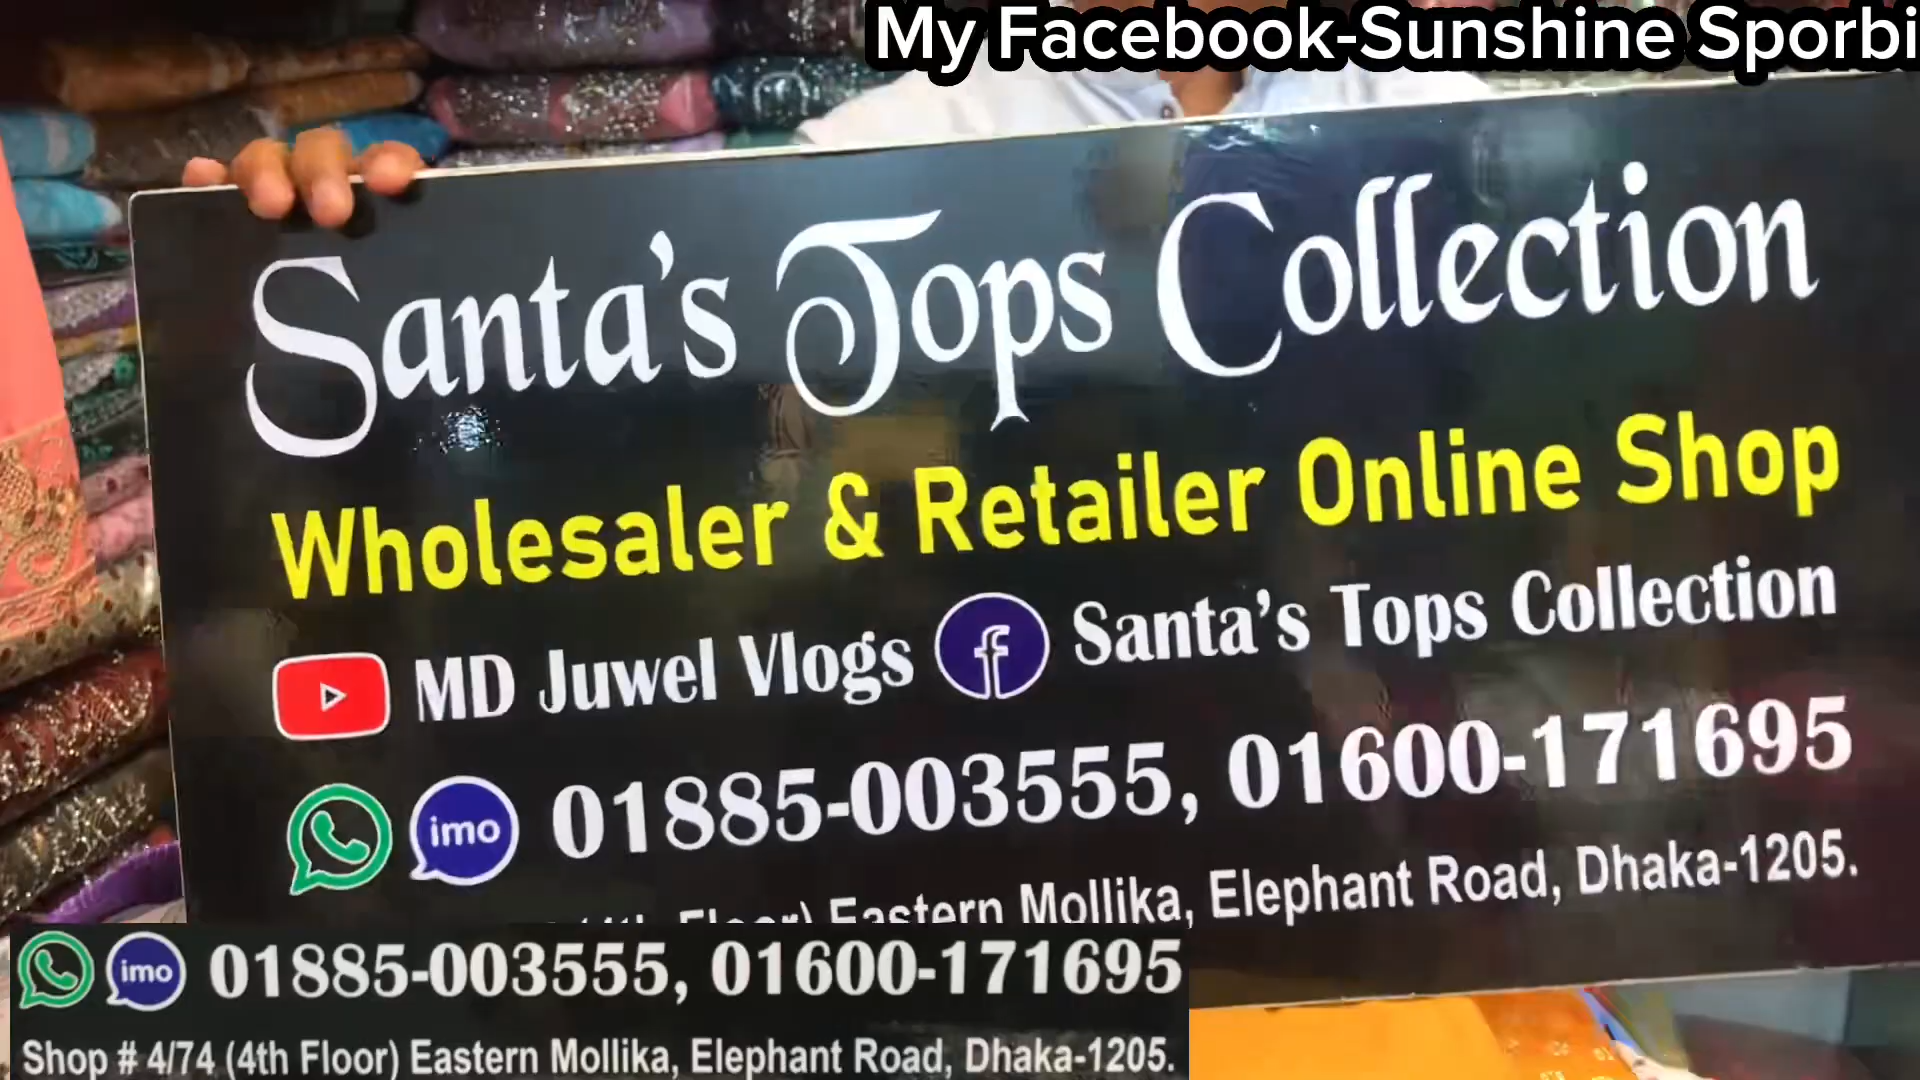 My Facebook-Sunshine Sporbi
Santa's Tops Collection
Wholesaler & Retailer Online Shop
MD Juwel Vlogs Santa's Tops Collection
imo 01885-003555, 01600-171695
Floor) Eastern Mollika, Elephant Road, Dhaka-1205.
imo 01885-003555, 01600-171695
Shop # 4/74 (4th Floor) Eastern Mollika, Elephant Road, Dhaka-1205.